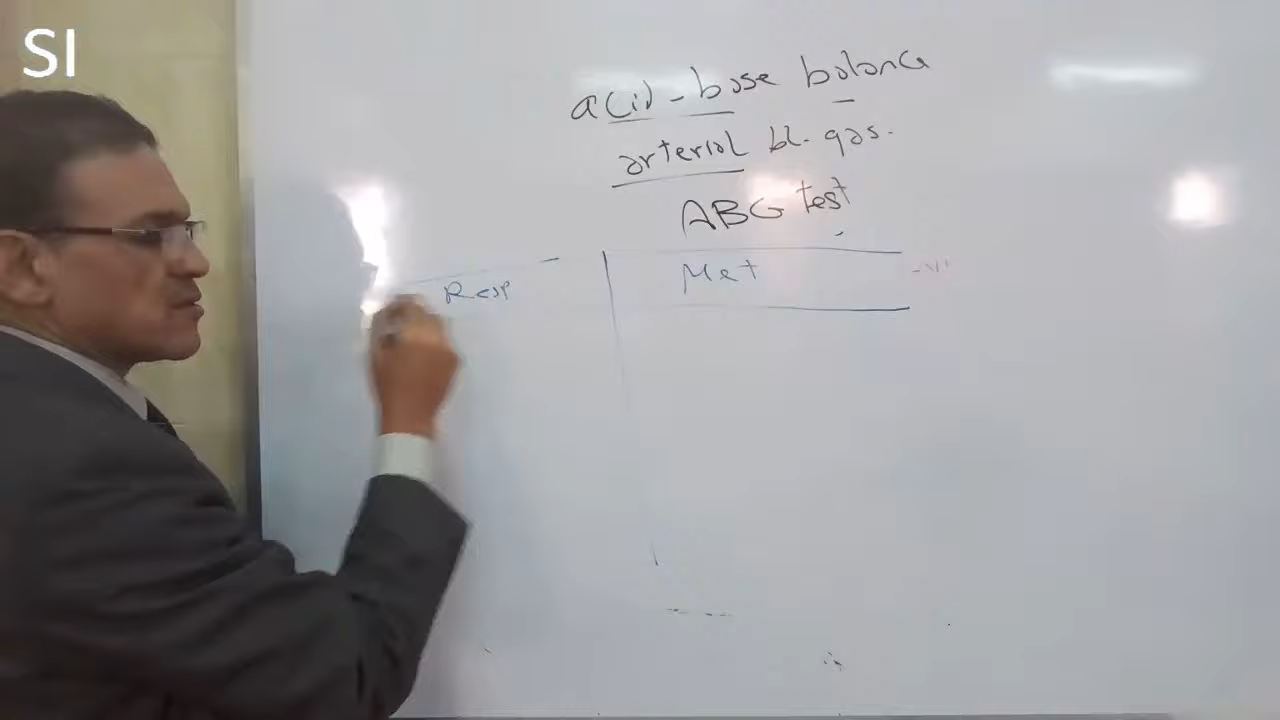 SI
acid-base balance
arterial bl. gas.
ABG test
Resp Met